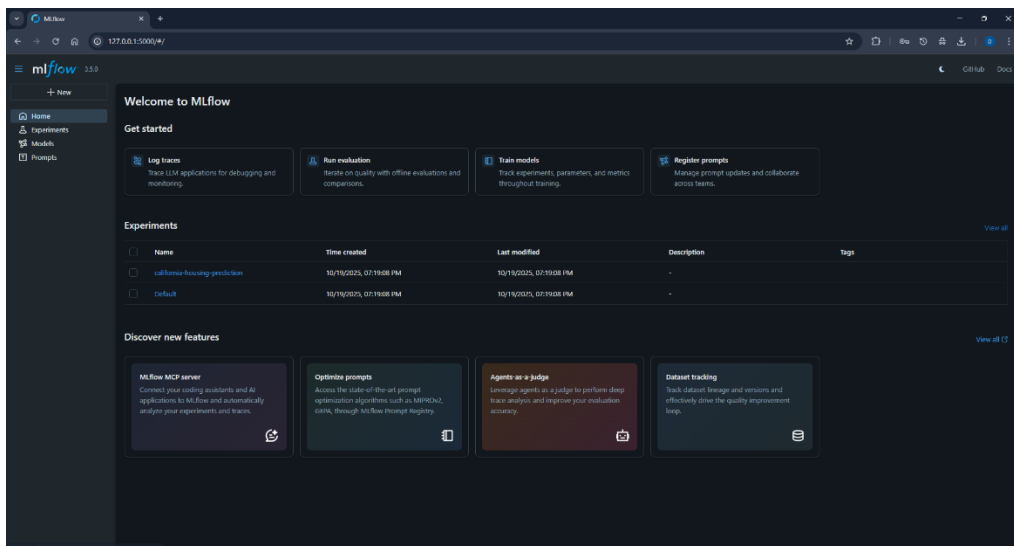 MLflow
127.0.0.1:5000/#/
mlflow 3.5.0
GitHub Docs
New
Home
Experiments
Models
Prompts
Welcome to MLflow
Get started
Log traces
Trace LLM applications for debugging and
monitoring.
Run evaluation
Iterate on quality with offline evaluations and
comparisons.
Train models
Track experiments, parameters, and metrics
throughout training.
Register prompts
Manage prompt updates and collaborate
across teams.
Experiments
View all
Name Time created Last modified Description Tags
california-housing-prediction 10/19/2025, 07:19:08 PM 10/19/2025, 07:19:08 PM -
Default 10/19/2025, 07:19:08 PM 10/19/2025, 07:19:08 PM -
Discover new features
View all
MLflow MCP server
Connect your coding assistants and AI
applications to MLflow and automatically
analyze your experiments and traces.
Optimize prompts
Access the state-of-the-art prompt
optimization algorithms such as MIPROv2,
GEPA, through MLflow Prompt Registry.
Agents-as-a-judge
Leverage agents as a judge to perform deep
trace analysis and improve your evaluation
accuracy.
Dataset tracking
Track dataset lineage and versions and
effectively drive the quality improvement
loop.